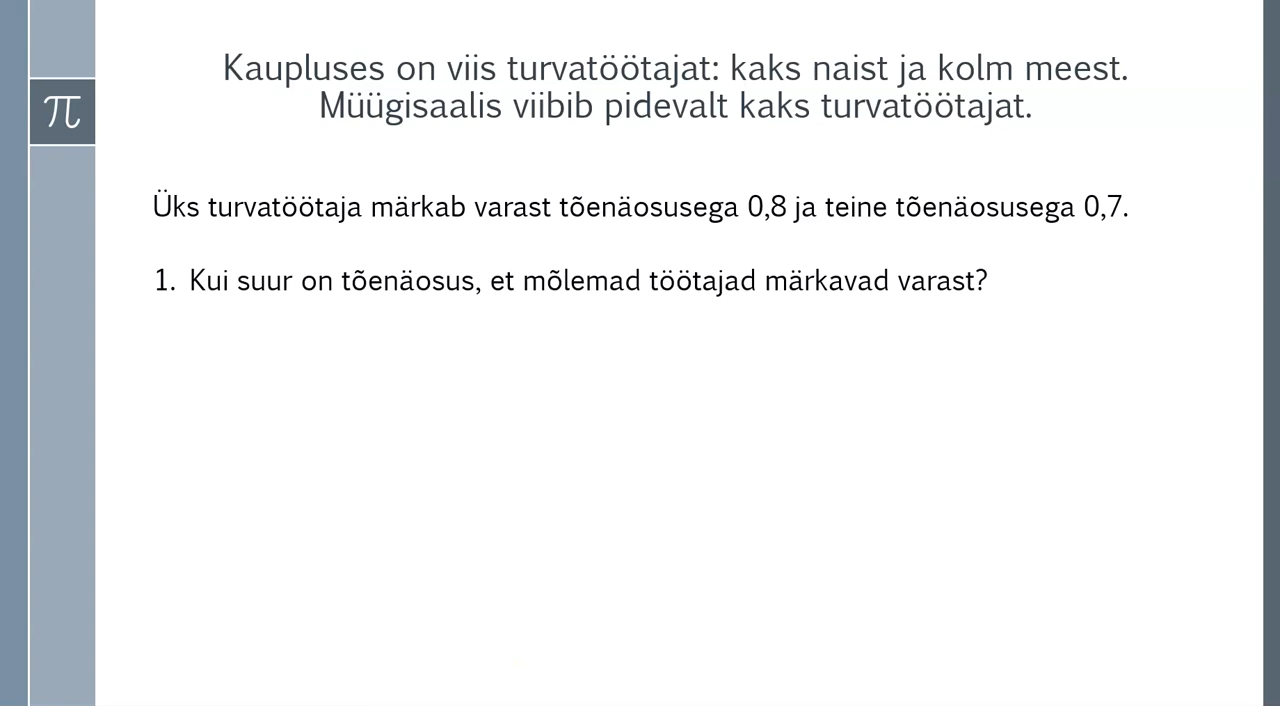 Kaupluses on viis turvatöötajat: kaks naist ja kolm meest.
Müügisaalis viibib pidevalt kaks turvatöötajat.
π
Üks turvatöötaja märkab varast tõenäosusega 0,8 ja teine tõenäosusega 0,7.
1. Kui suur on tõenäosus, et mõlemad töötajad märkavad varast?